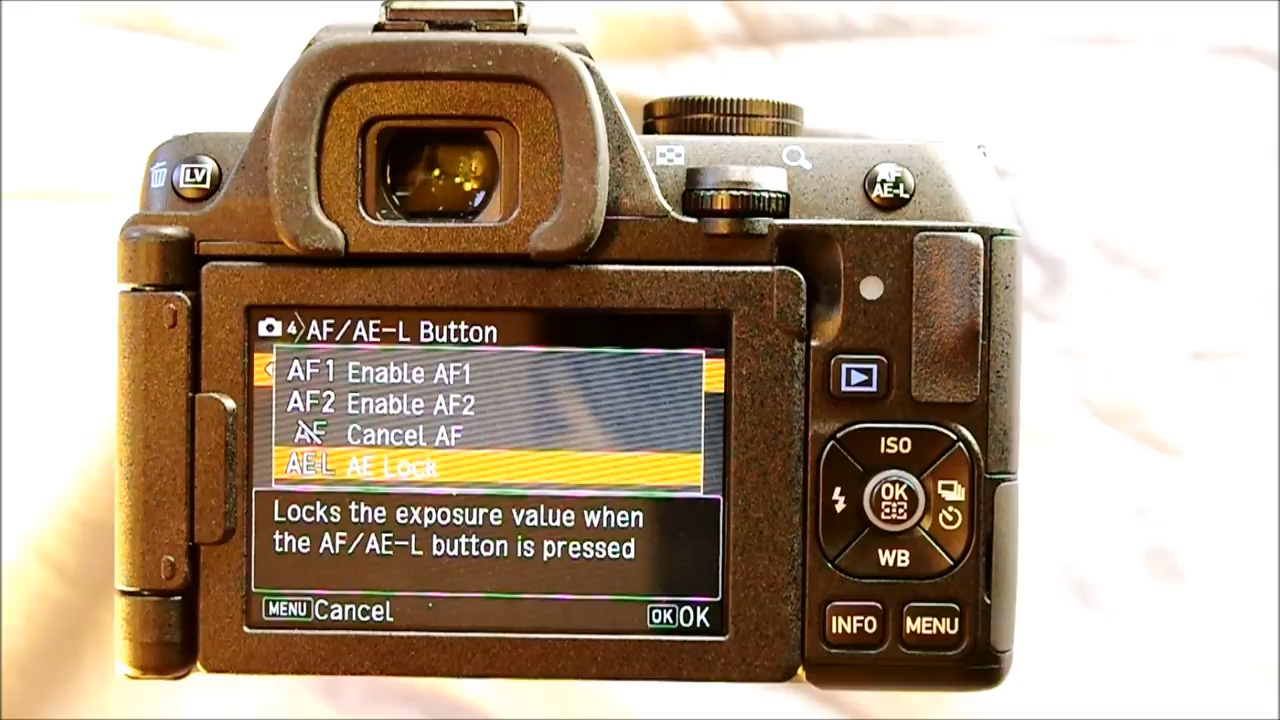 LV
AF
AE-L
4 AF/AE-L Button
AF1 Enable AF1
AF2 Enable AF2
AF Cancel AF
AE-L AE Lock
Locks the exposure value when
the AF/AE-L button is pressed
MENU Cancel
OK OK
ISO
OK
WB
INFO
MENU